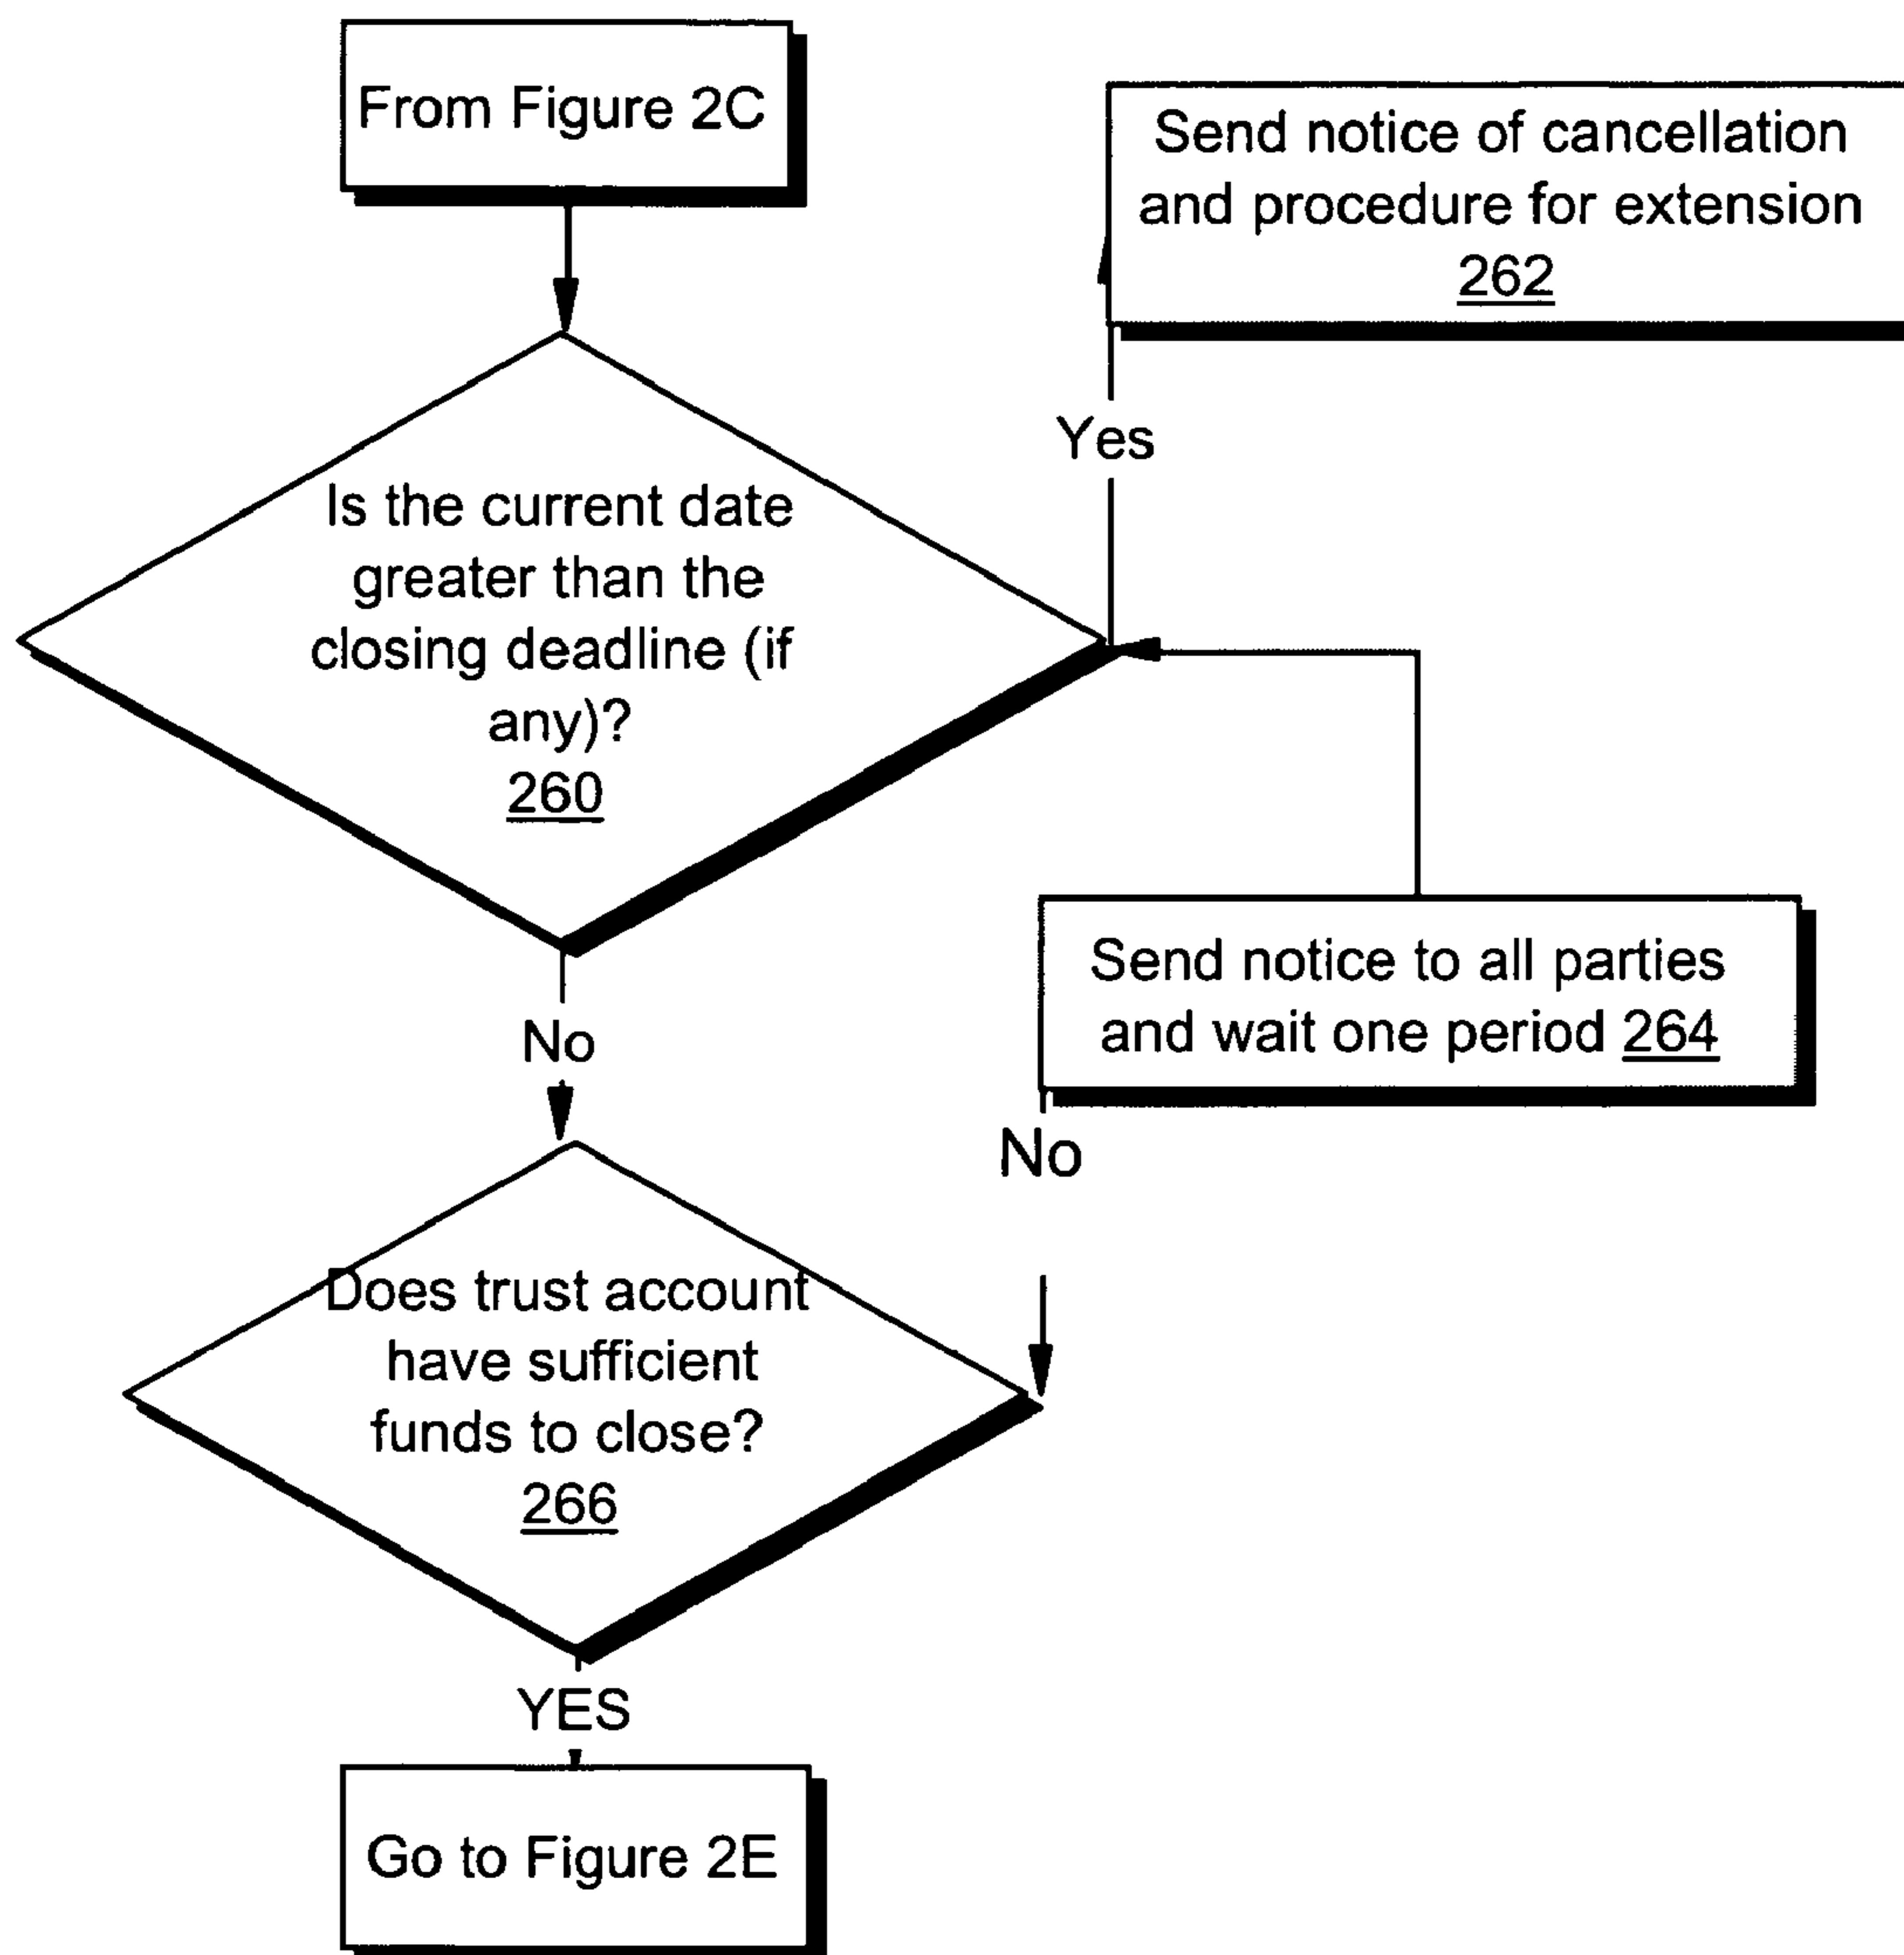 From Figure 2C
Send notice of cancellation
and procedure for extension
262
Yes
Is the current date
greater than the
closing deadline (if
any)?
260
Send notice to all parties
and wait one period 264
No
No
Does trust account
have sufficient
funds to close?
266
YES
Go to Figure 2E